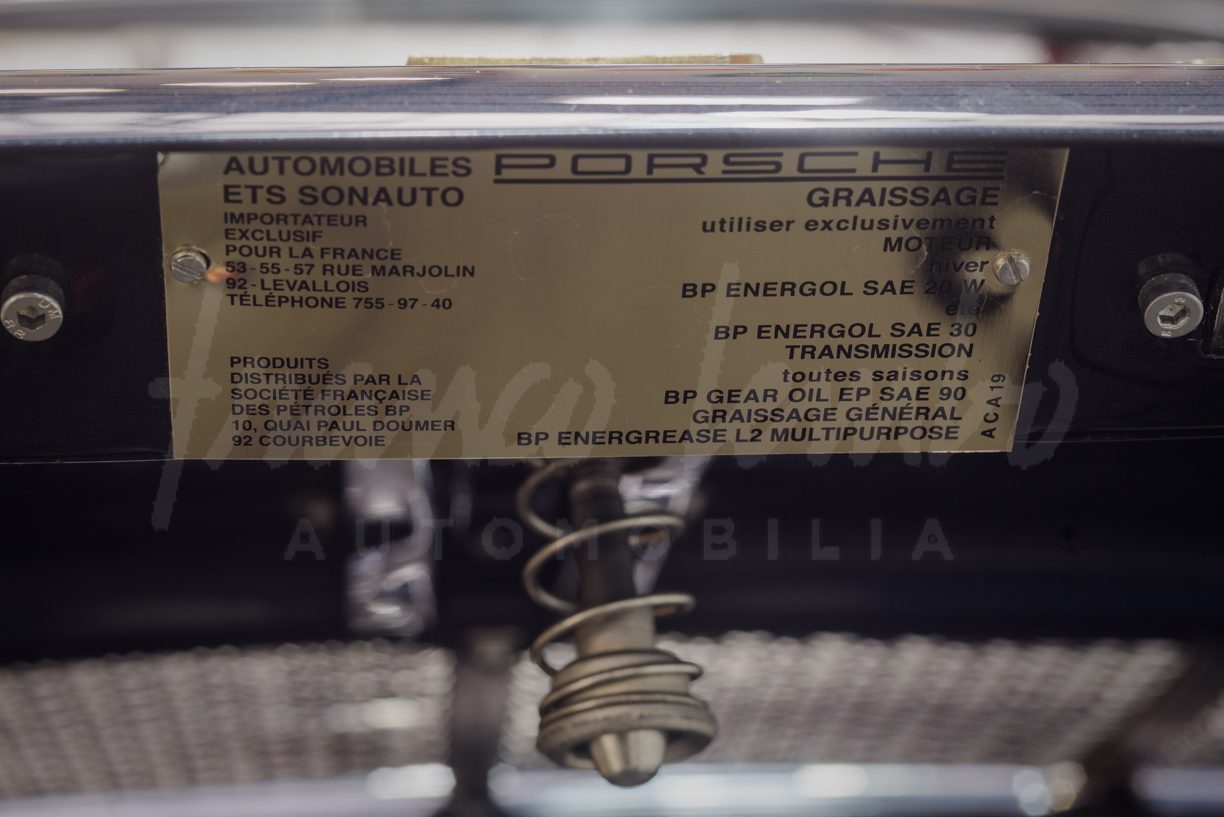 AUTOMOBILES
ETS SONAUTO
IMPORTATEUR
EXCLUSIF
POUR LA FRANCE
53-55-57 RUE MARJOLIN
92-LEVALLOIS
TÉLÉPHONE 755-97-40
PRODUITS
DISTRIBUÉS PAR LA
SOCIÉTÉ FRANÇAISE
DES PÉTROLES BP
10, QUAI PAUL DOUMER
92 COURBEVOIE
PORSCHE
GRAISSAGE
utiliser exclusivement
MOTEUR
hiver
BP ENERGOL SAE 20 W
été
BP ENERGOL SAE 30
TRANSMISSION
toutes saisons
BP GEAR OIL EP SAE 90
GRAISSAGE GÉNÉRAL
BP ENERGREASE L2 MULTIPURPOSE
ACA19
franco lembo
AUTOMOBILIA